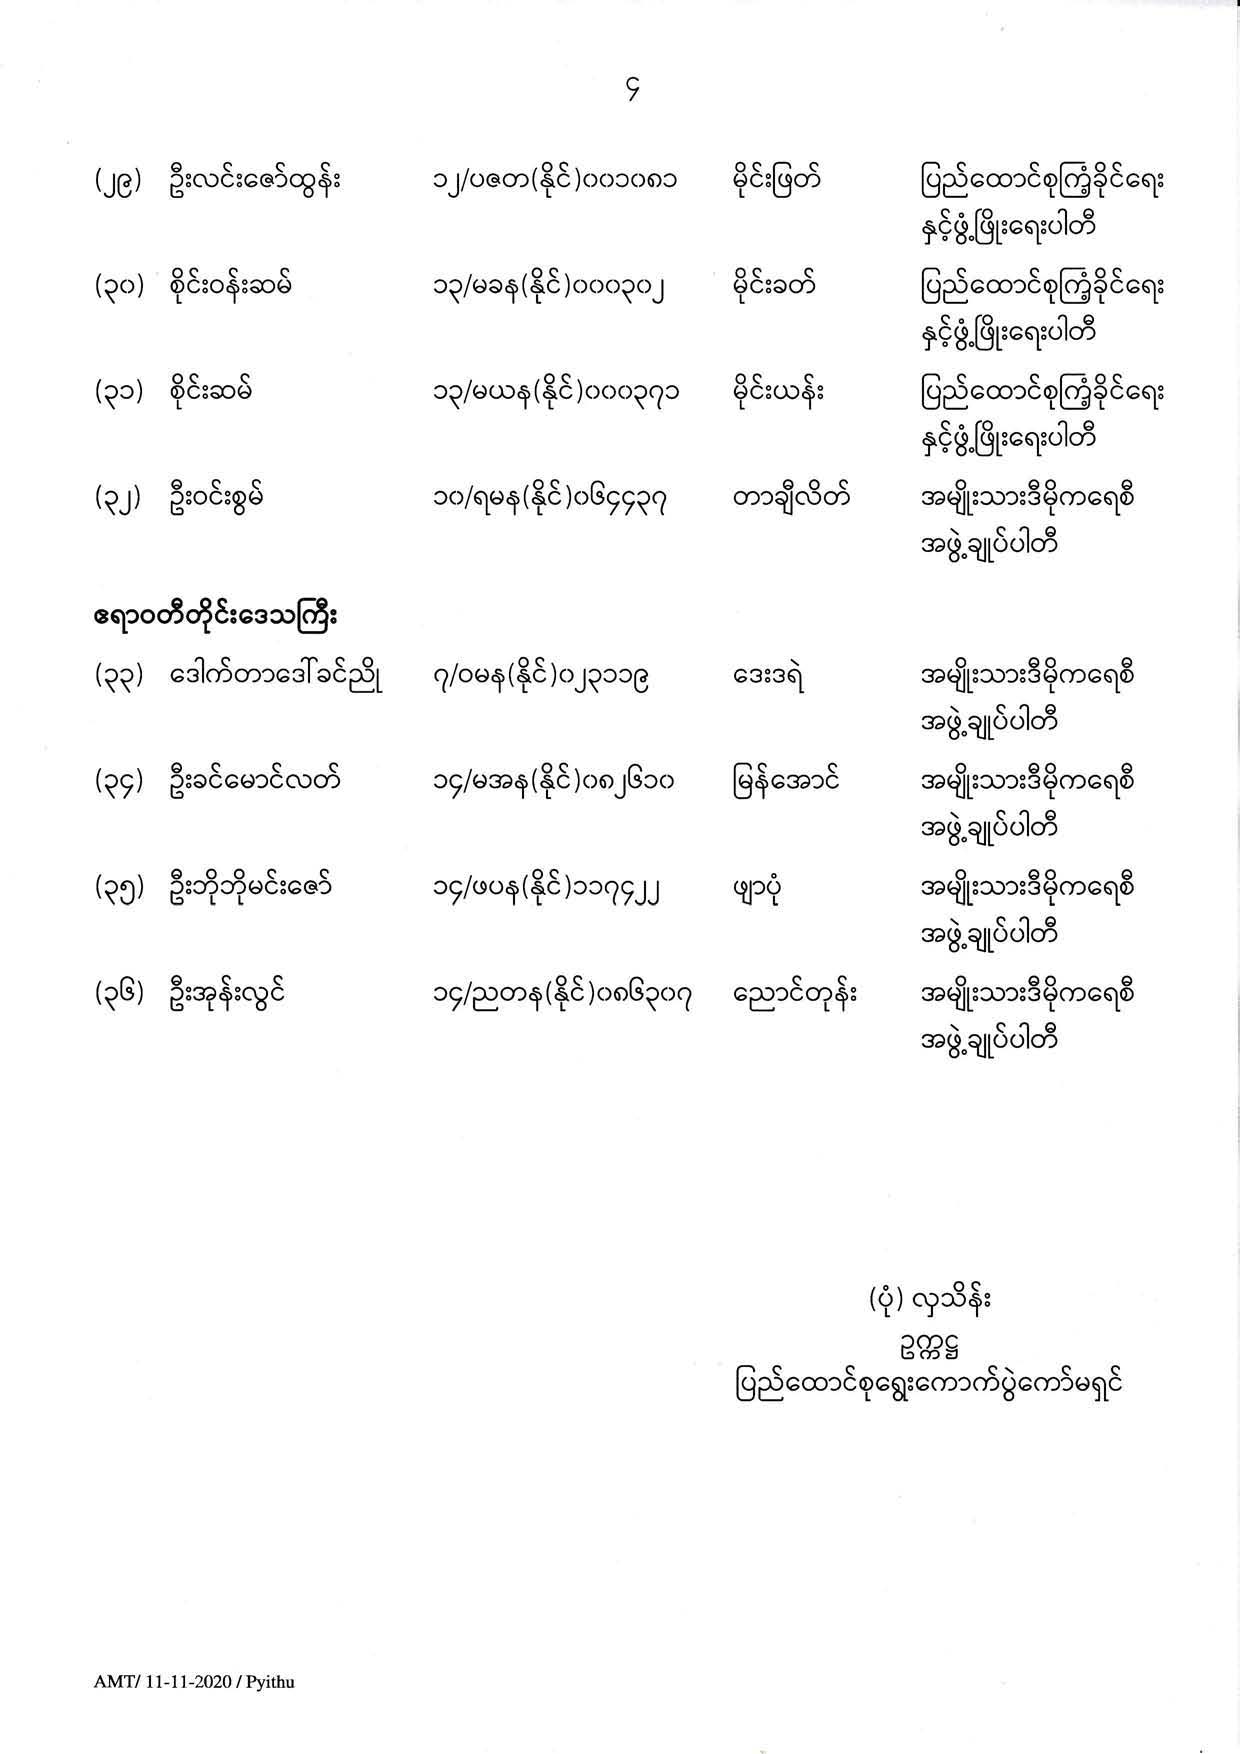 ၄
(၂၉) ဦးလင်းဇော်ထွန်း ၁၂/ပဇတ(နိုင်)၀၀၁၀၈၁ မိုင်းဖြတ် ပြည်ထောင်စုကြံ့ခိုင်ရေး
နှင့်ဖွံ့ဖြိုးရေးပါတီ
(၃၀) စိုင်းဝန်းဆမ် ၁၃/မခန(နိုင်)၀၀၀၃၀၂ မိုင်းခတ် ပြည်ထောင်စုကြံ့ခိုင်ရေး
နှင့်ဖွံ့ဖြိုးရေးပါတီ
(၃၁) စိုင်းဆမ် ၁၃/မယန(နိုင်)၀၀၀၃၇၁ မိုင်းယန်း ပြည်ထောင်စုကြံ့ခိုင်ရေး
နှင့်ဖွံ့ဖြိုးရေးပါတီ
(၃၂) ဦးဝင်းစွမ် ၁၀/ရမန(နိုင်)၀၆၄၄၃၇ တာချီလိတ် အမျိုးသားဒီမိုကရေစီ
အဖွဲ့ချုပ်ပါတီ
ဧရာဝတီတိုင်းဒေသကြီး
(၃၃) ဒေါက်တာဒေါ်ခင်ညို ၇/ဝမန(နိုင်)၀၂၃၁၁၉ ဒေးဒရဲ အမျိုးသားဒီမိုကရေစီ
အဖွဲ့ချုပ်ပါတီ
(၃၄) ဦးခင်မောင်လတ် ၁၄/မအန(နိုင်)၀၈၂၆၁၀ မြန်အောင် အမျိုးသားဒီမိုကရေစီ
အဖွဲ့ချုပ်ပါတီ
(၃၅) ဦးဘိုဘိုမင်းဇော် ၁၄/ဖပန(နိုင်)၁၁၇၄၂၂ ဖျာပုံ အမျိုးသားဒီမိုကရေစီ
အဖွဲ့ချုပ်ပါတီ
(၃၆) ဦးအုန်းလွင် ၁၄/ညတန(နိုင်)၀၈၆၃၀၇ ညောင်တုန်း အမျိုးသားဒီမိုကရေစီ
အဖွဲ့ချုပ်ပါတီ
(ပုံ) လှသိန်း
ဥက္ကဋ္ဌ
ပြည်ထောင်စုရွေးကောက်ပွဲကော်မရှင်
AMT/ 11-11-2020 / Pyithu